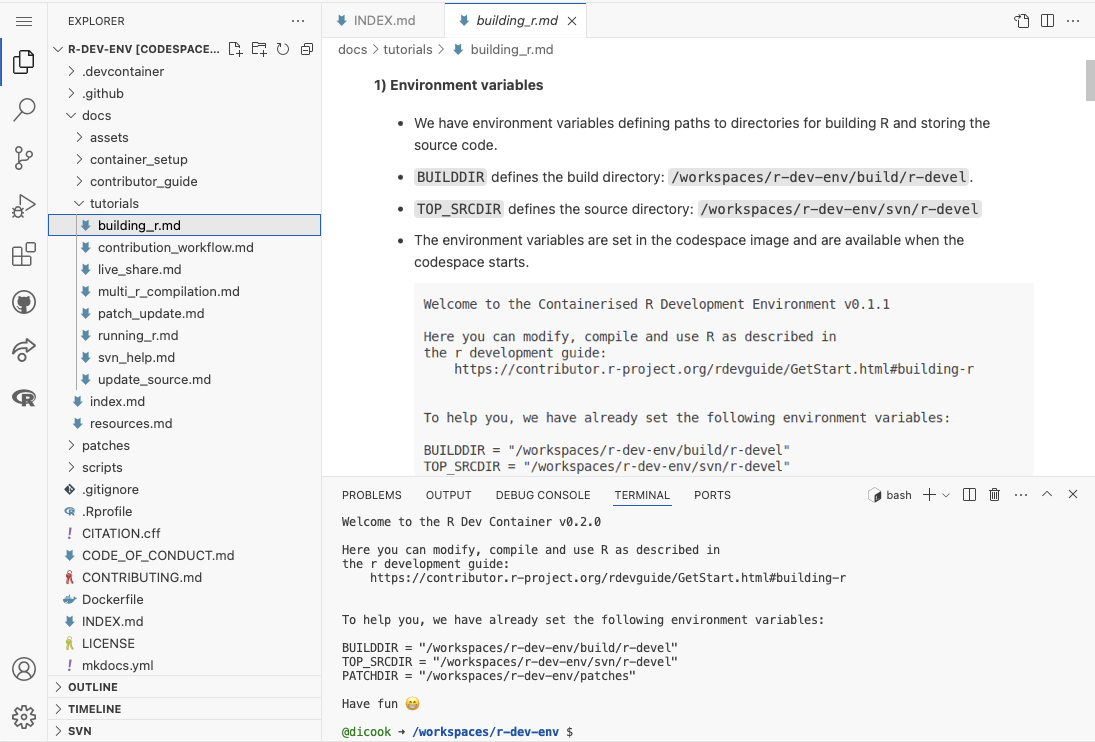 EXPLORER
R-DEV-ENV [CODESPACE...
.devcontainer
.github
docs
assets
container_setup
contributor_guide
tutorials
building_r.md
contribution_workflow.md
live_share.md
multi_r_compilation.md
patch_update.md
running_r.md
svn_help.md
update_source.md
index.md
resources.md
patches
scripts
.gitignore
.Rprofile
! CITATION.cff
CODE_OF_CONDUCT.md
CONTRIBUTING.md
Dockerfile
INDEX.md
LICENSE
! mkdocs.yml
OUTLINE
TIMELINE
SVN
INDEX.md
building_r.md
docs > tutorials > building_r.md
1) Environment variables
• We have environment variables defining paths to directories for building R and storing the
source code.
• BUILDDIR defines the build directory: /workspaces/r-dev-env/build/r-devel.
• TOP_SRCDIR defines the source directory: /workspaces/r-dev-env/svn/r-devel
• The environment variables are set in the codespace image and are available when the
codespace starts.
Welcome to the Containerised R Development Environment v0.1.1
Here you can modify, compile and use R as described in
the r development guide:
https://contributor.r-project.org/rdevguide/GetStart.html#building-r
To help you, we have already set the following environment variables:
BUILDDIR = "/workspaces/r-dev-env/build/r-devel"
TOP_SRCDIR = "/workspaces/r-dev-env/svn/r-devel"
PROBLEMS OUTPUT DEBUG CONSOLE TERMINAL PORTS
bash
Welcome to the R Dev Container v0.2.0
Here you can modify, compile and use R as described in
the r development guide:
https://contributor.r-project.org/rdevguide/GetStart.html#building-r
To help you, we have already set the following environment variables:
BUILDDIR = "/workspaces/r-dev-env/build/r-devel"
TOP_SRCDIR = "/workspaces/r-dev-env/svn/r-devel"
PATCHDIR = "/workspaces/r-dev-env/patches"
Have fun 😁
@dicook → /workspaces/r-dev-env $